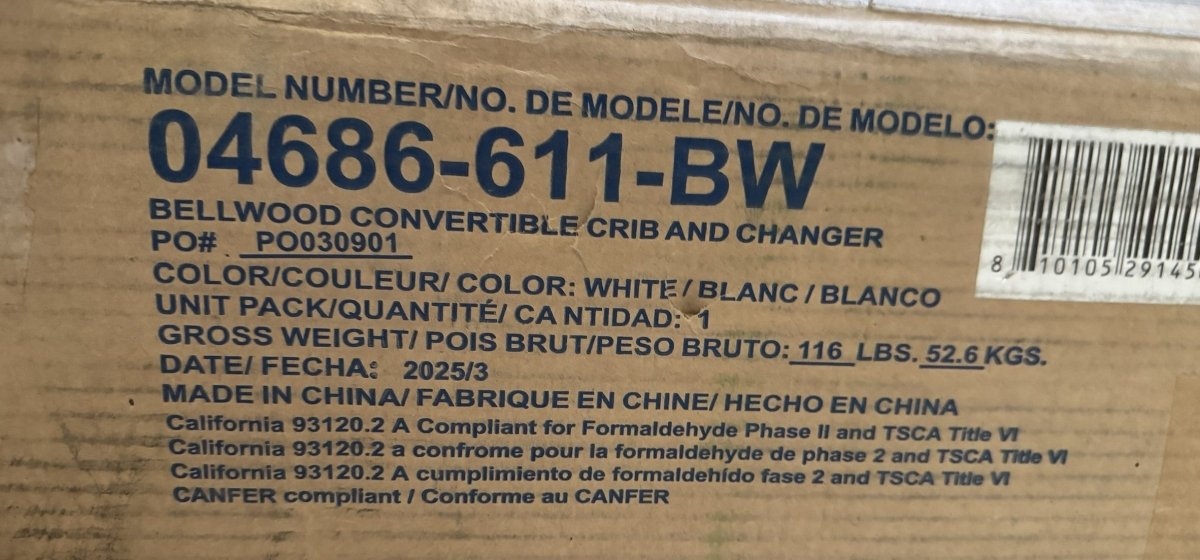 MODEL NUMBER/NO. DE MODELE/NO. DE MODELO:
04686-611-BW
BELLWOOD CONVERTIBLE CRIB AND CHANGER
PO# PO030901
COLOR/COULEUR/ COLOR: WHITE / BLANC / BLANCO
UNIT PACK/QUANTITÉ/ CANTIDAD: 1
GROSS WEIGHT/ POIS BRUT/PESO BRUTO: 116 LBS. 52.6 KGS.
DATE/ FECHA: 2025/3
MADE IN CHINA/ FABRIQUE EN CHINE/ HECHO EN CHINA
California 93120.2 A Compliant for Formaldehyde Phase II and TSCA Title VI
California 93120.2 a confrome pour la formaldehyde de phase 2 and TSCA Title VI
California 93120.2 A cumplimiento de formaldehído fase 2 and TSCA Title VI
CANFER compliant / Conforme au CANFER
8 10105 29145